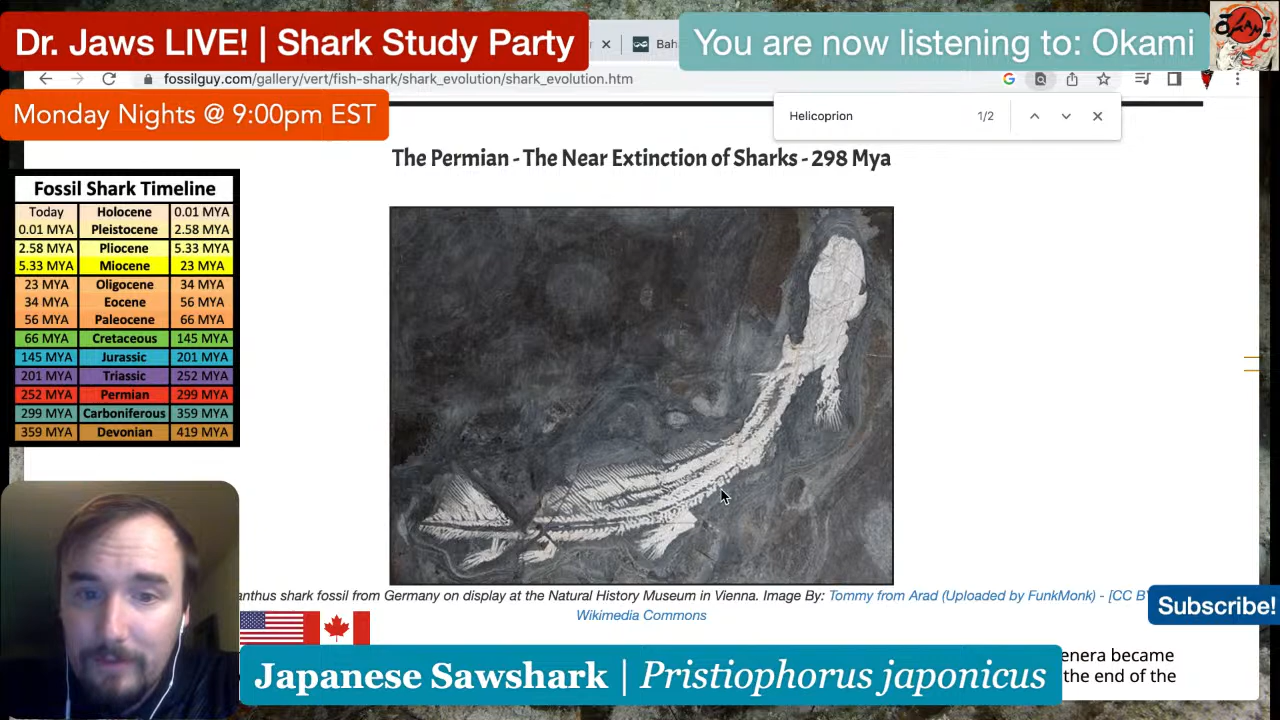 Dr. Jaws LIVE! | Shark Study Party
Bah
You are now listening to: Okami
fossilguy.com/gallery/vert/fish-shark/shark_evolution/shark_evolution.htm
Monday Nights @ 9:00pm EST
Helicoprion 1/2
The Permian - The Near Extinction of Sharks - 298 Mya
Fossil Shark Timeline
Today Holocene 0.01 MYA
0.01 MYA Pleistocene 2.58 MYA
2.58 MYA Pliocene 5.33 MYA
5.33 MYA Miocene 23 MYA
23 MYA Oligocene 34 MYA
34 MYA Eocene 56 MYA
56 MYA Paleocene 66 MYA
66 MYA Cretaceous 145 MYA
145 MYA Jurassic 201 MYA
201 MYA Triassic 252 MYA
252 MYA Permian 299 MYA
299 MYA Carboniferous 359 MYA
359 MYA Devonian 419 MYA
anthus shark fossil from Germany on display at the Natural History Museum in Vienna. Image By: Tommy from Arad (Uploaded by FunkMonk) - [CC BY
Wikimedia Commons
Subscribe!
enera became
the end of the
Japanese Sawshark | Pristiophorus japonicus